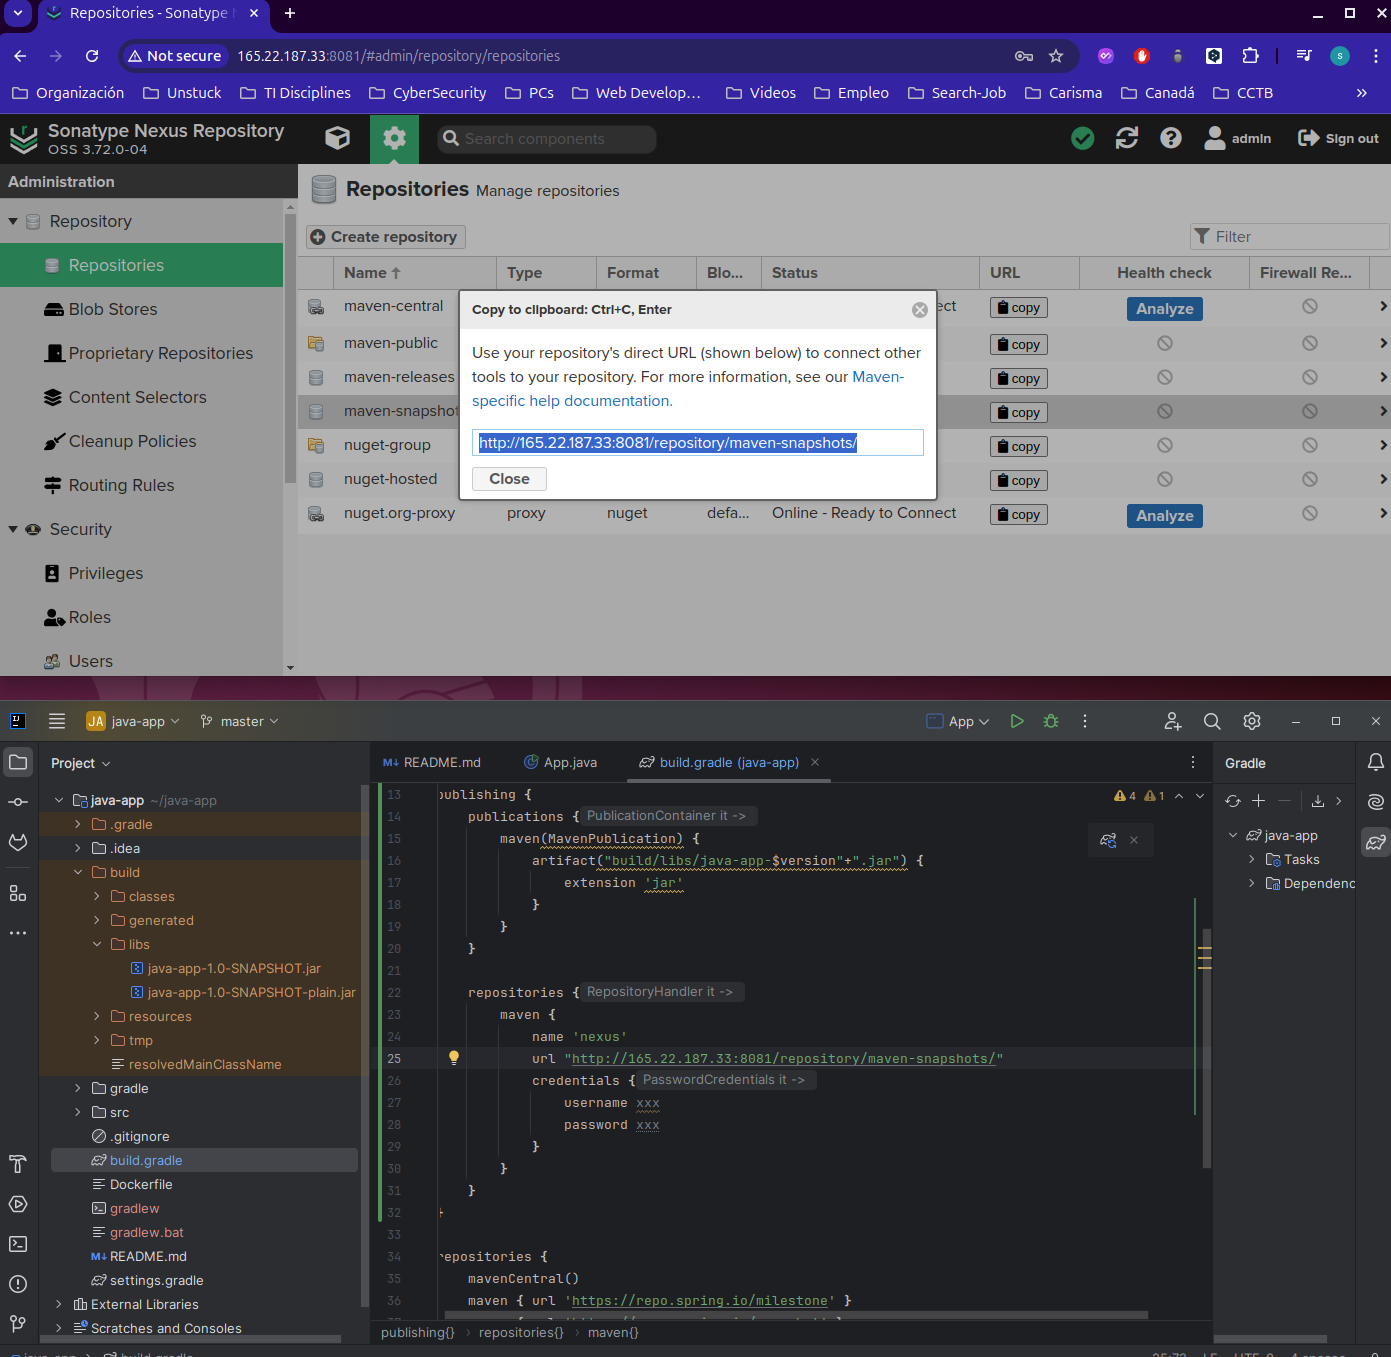 Repositories - Sonatype N
Not secure
165.22.187.33:8081/#admin/repository/repositories
S
Organización
Unstuck
TI Disciplines
CyberSecurity
PCs
Web Develop…
Videos
Empleo
Search-Job
Carisma
Canadá
CCTB
»
Sonatype Nexus Repository
OSS 3.72.0-04
Search components
admin
Sign out
Administration
Repository
Repositories
Blob Stores
Proprietary Repositories
Content Selectors
Cleanup Policies
Routing Rules
Security
Privileges
Roles
Users
Repositories Manage repositories
Create repository
Filter
Name
Type
Format
Blo...
Status
URL
Health check
Firewall Re...
maven-central
ect
copy
Analyze
maven-public
copy
maven-releases
copy
maven-snapshot
copy
nuget-group
copy
nuget-hosted
copy
nuget.org-proxy
proxy
nuget
defa...
Online - Ready to Connect
copy
Analyze
Copy to clipboard: Ctrl+C, Enter
Use your repository's direct URL (shown below) to connect other
tools to your repository. For more information, see our Maven-
specific help documentation.
http://165.22.187.33:8081/repository/maven-snapshots/
Close
JA java-app
master
App
Project
README.md
App.java
build.gradle (java-app)
Gradle
java-app ~/java-app
.gradle
.idea
build
classes
generated
libs
java-app-1.0-SNAPSHOT.jar
java-app-1.0-SNAPSHOT-plain.jar
resources
tmp
resolvedMainClassName
gradle
src
.gitignore
build.gradle
Dockerfile
gradlew
gradlew.bat
README.md
settings.gradle
External Libraries
Scratches and Consoles
4 1
13 publishing {
14 publications { PublicationContainer it ->
15 maven(MavenPublication) {
16 artifact("build/libs/java-app-$version"+".jar") {
17 extension 'jar'
18 }
19 }
20 }
21
22 repositories { RepositoryHandler it ->
23 maven {
24 name 'nexus'
25 url "http://165.22.187.33:8081/repository/maven-snapshots/"
26 credentials { PasswordCredentials it ->
27 username xxx
28 password xxx
29 }
30 }
31 }
32 }
33
34 repositories {
35 mavenCentral()
36 maven { url 'https://repo.spring.io/milestone' }
java-app
Tasks
Dependenc
publishing{} › repositories{} › maven{}